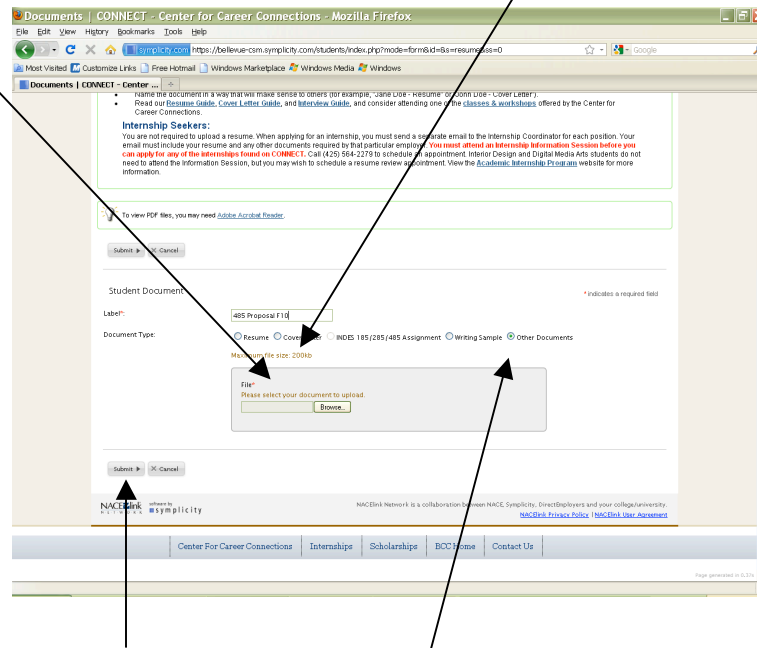 Documents | CONNECT - Center for Career Connections - Mozilla Firefox
File Edit View History Bookmarks Tools Help
symplicity.com https://bellevue-csm.symplicity.com/students/index.php?mode=form&id=&s=resume&ss=0 Google
Most Visited Customize Links Free Hotmail Windows Marketplace Windows Media Windows
Documents | CONNECT - Center ...
Name the document in a way that will make sense to others (for example, "Jane Doe - Resume" or "John Doe - Cover Letter").
Read our Resume Guide, Cover Letter Guide, and Interview Guide, and consider attending one of the classes & workshops offered by the Center for
Career Connections.
Internship Seekers:
You are not required to upload a resume. When applying for an internship, you must send a separate email to the Internship Coordinator for each position. Your
email must include your resume and any other documents required by that particular employer. You must attend an Internship Information Session before you
can apply for any of the internships found on CONNECT. Call (425) 564-2279 to schedule an appointment. Interior Design and Digital Media Arts students do not
need to attend the Information Session, but you may wish to schedule a resume review appointment. View the Academic Internship Program website for more
information.
To view PDF files, you may need Adobe Acrobat Reader.
Submit Cancel
Student Document
* indicates a required field
Label*: 485 Proposal F10
Document Type: Resume Cover Letter INDES 185/285/485 Assignment Writing Sample Other Documents
Maximum file size: 200kb
File*
Please select your document to upload.
Browse...
Submit Cancel
NACElink NETWORK software by symplicity
NACElink Network is a collaboration between NACE, Symplicity, DirectEmployers and your college/university.
NACElink Privacy Policy | NACElink User Agreement
Center For Career Connections Internships Scholarships BCC Home Contact Us